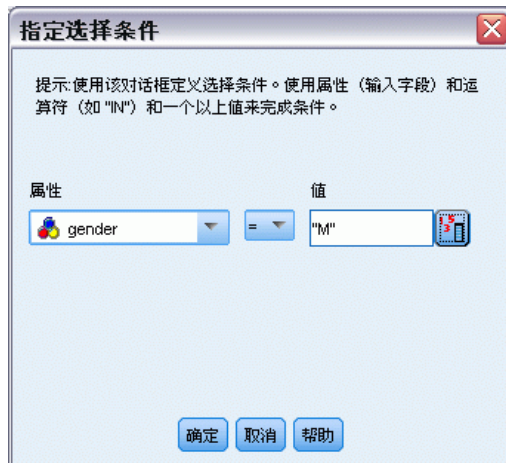 指定选择条件
提示:使用该对话框定义选择条件。使用属性（输入字段）和运
算符（如 "IN"）和一个以上值来完成条件。
属性 值
gender = "M"
确定 取消 帮助